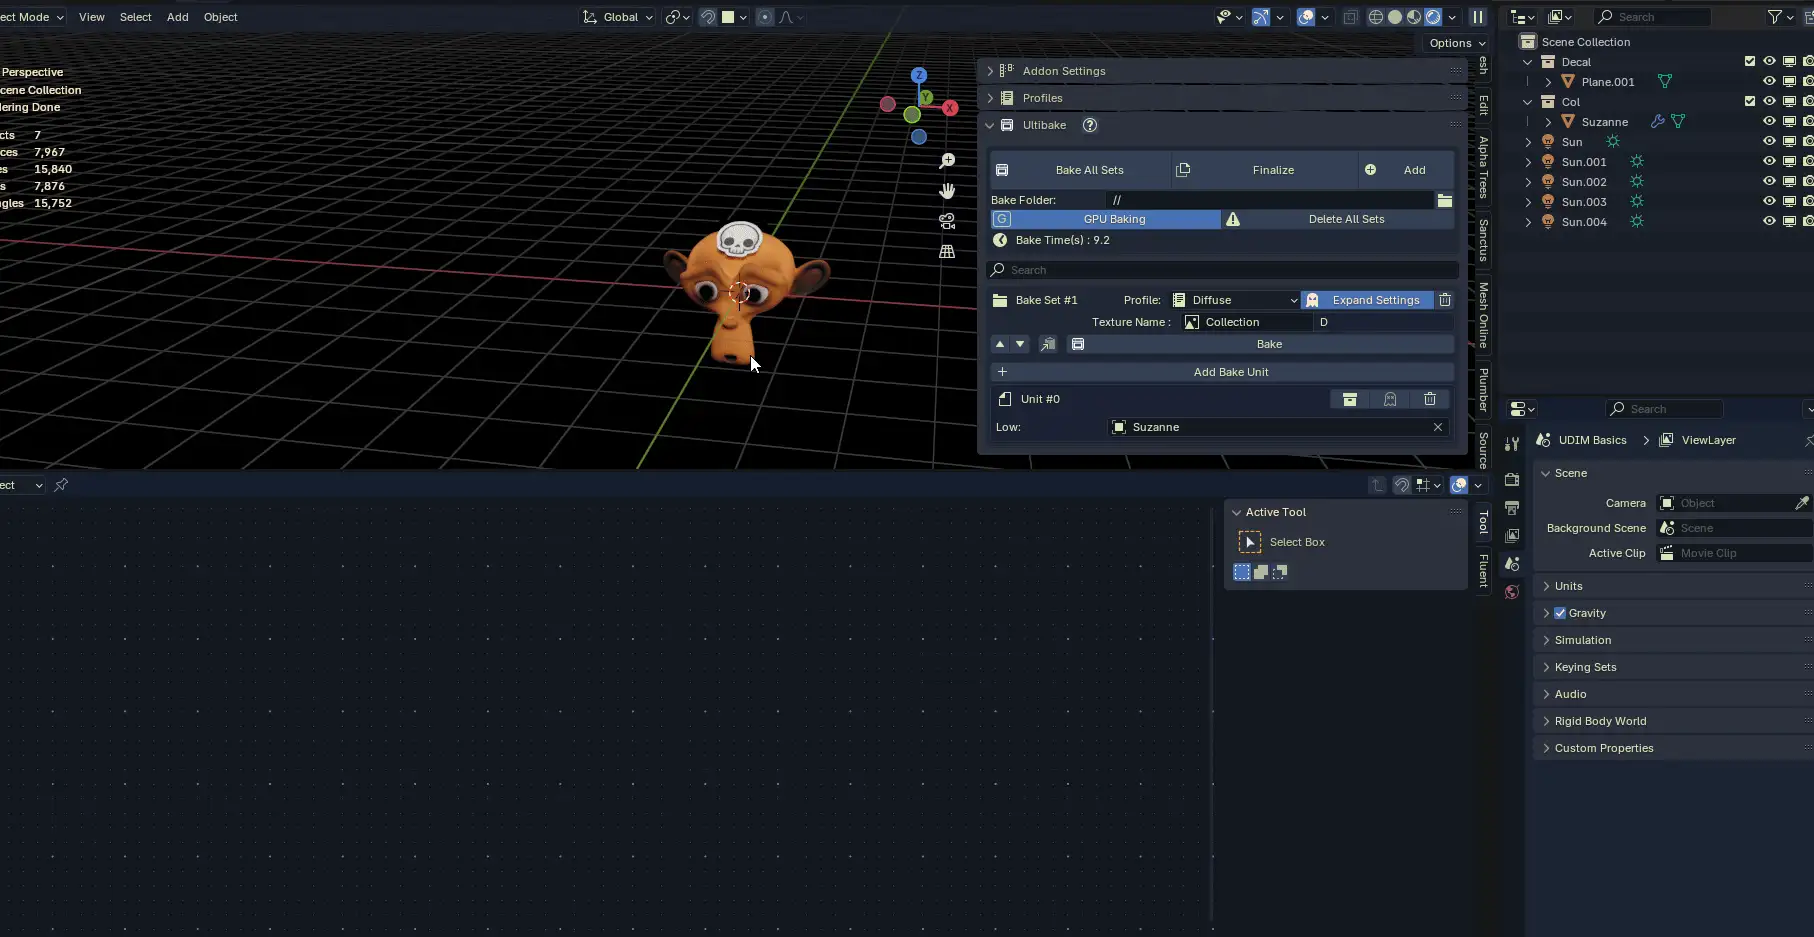 ect Mode View Select Add Object Global
Options
Perspective
cene Collection
dering Done
cts 7
ces 7,967
es 15,840
s 7,876
ngles 15,752
Z
Y
X
Addon Settings
Profiles
Ultibake ?
Bake All Sets Finalize Add
Bake Folder: //
G GPU Baking Delete All Sets
Bake Time(s) : 9.2
Search
Bake Set #1 Profile: Diffuse Expand Settings
Texture Name : Collection D
Bake
Add Bake Unit
Unit #0
Low: Suzanne
esh
Edit
Alpha Trees
Sanctus
Mesh Online
Plumber
Source
Search
Scene Collection
Decal
Plane.001
Col
Suzanne
Sun
Sun.001
Sun.002
Sun.003
Sun.004
ect
Active Tool
Select Box
Tool
Fluent
Search
UDIM Basics ViewLayer
Scene
Camera Object
Background Scene Scene
Active Clip Movie Clip
Units
Gravity
Simulation
Keying Sets
Audio
Rigid Body World
Custom Properties